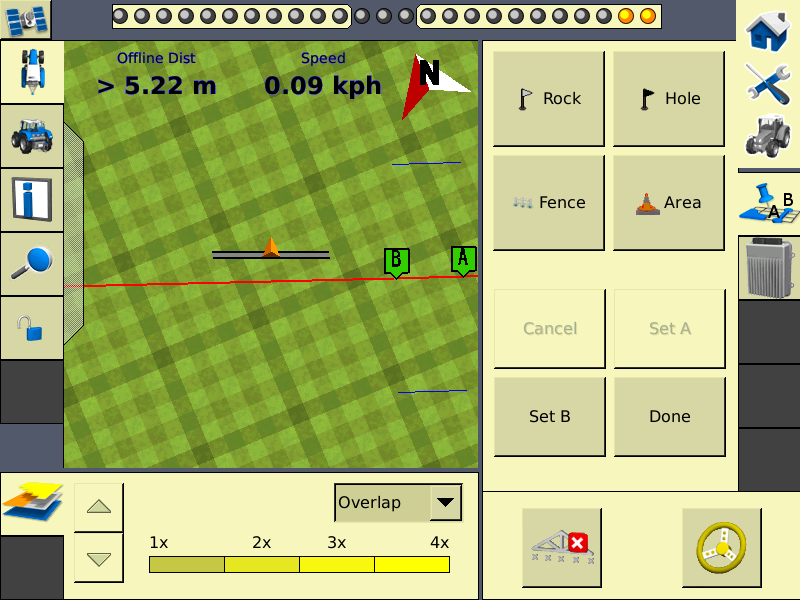 Offline Dist
Speed
> 5.22 m
0.09 kph
N
B
A
Rock
Hole
Fence
Area
B
A
Cancel
Set A
Set B
Done
Overlap
1x 2x 3x 4x